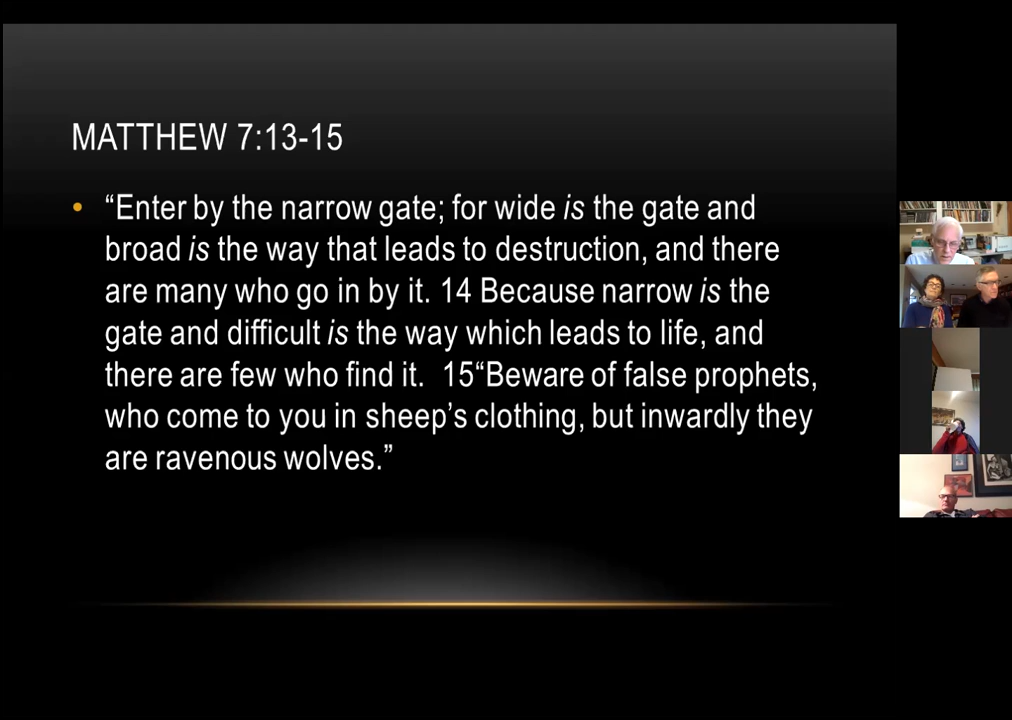 MATTHEW 7:13-15
• “Enter by the narrow gate; for wide is the gate and
broad is the way that leads to destruction, and there
are many who go in by it. 14 Because narrow is the
gate and difficult is the way which leads to life, and
there are few who find it.  15“Beware of false prophets,
who come to you in sheep’s clothing, but inwardly they
are ravenous wolves.”